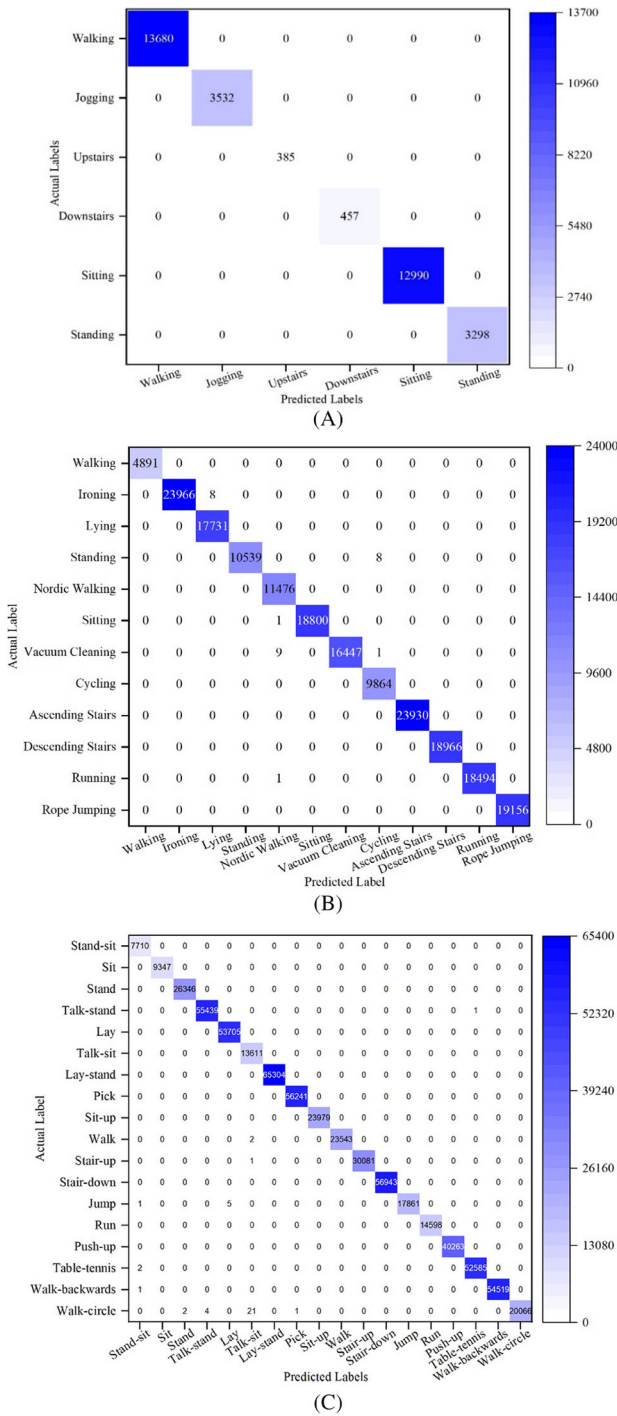 13700
Walking 13680 0 0 0 0 0
10960
Jogging 0 3532 0 0 0 0
8220
Upstairs 0 0 385 0 0 0
Actual Labels
Downstairs 0 0 0 457 0 0
5480
Sitting 0 0 0 0 12990 0
2740
Standing 0 0 0 0 0 3298
0
Walking Jogging Upstairs Downstairs Sitting Standing
Predicted Labels
(A)
24000
Walking 4891 0 0 0 0 0 0 0 0 0 0 0
Ironing 0 23966 8 0 0 0 0 0 0 0 0 0
19200
Lying 0 0 17731 0 0 0 0 0 0 0 0 0
Standing 0 0 0 10539 0 0 0 8 0 0 0 0
14400
Nordic Walking 0 0 0 0 11476 0 0 0 0 0 0 0
Sitting 0 0 0 0 1 18800 0 0 0 0 0 0
Actual Label
Vacuum Cleaning 0 0 0 0 9 0 16447 1 0 0 0 0
9600
Cycling 0 0 0 0 0 0 0 9864 0 0 0 0
Ascending Stairs 0 0 0 0 0 0 0 0 23930 0 0 0
4800
Descending Stairs 0 0 0 0 0 0 0 0 0 18966 0 0
Running 0 0 0 0 1 0 0 0 0 0 18494 0
Rope Jumping 0 0 0 0 0 0 0 0 0 0 0 19156
0
Walking Ironing Lying Standing Nordic Walking Sitting Vacuum Cleaning Cycling Ascending Stairs Descending Stairs Running Rope Jumping
Predicted Label
(B)
65400
Stand-sit 7710 0 0 0 0 0 0 0 0 0 0 0 0 0 0 0 0 0
Sit 0 9347 0 0 0 0 0 0 0 0 0 0 0 0 0 0 0 0
Stand 0 0 26346 0 0 0 0 0 0 0 0 0 0 0 0 0 0 0
52320
Talk-stand 0 0 0 55439 0 0 0 0 0 0 0 0 0 0 0 1 0 0
Lay 0 0 0 0 53705 0 0 0 0 0 0 0 0 0 0 0 0 0
Talk-sit 0 0 0 0 0 13611 0 0 0 0 0 0 0 0 0 0 0 0
39240
Lay-stand 0 0 0 0 0 0 65304 0 0 0 0 0 0 0 0 0 0 0
Pick 0 0 0 0 0 0 0 56241 0 0 0 0 0 0 0 0 0 0
Sit-up 0 0 0 0 0 0 0 0 23979 0 0 0 0 0 0 0 0 0
Actual Label
Walk 0 0 0 0 0 2 0 0 0 23543 0 0 0 0 0 0 0 0
26160
Stair-up 0 0 0 0 0 1 0 0 0 0 30081 0 0 0 0 0 0 0
Stair-down 0 0 0 0 0 0 0 0 0 0 0 56943 0 0 0 0 0 0
Jump 1 0 0 0 5 0 0 0 0 0 0 0 17861 0 0 0 0 0
13080
Run 0 0 0 0 0 0 0 0 0 0 0 0 0 14598 0 0 0 0
Push-up 0 0 0 0 0 0 0 0 0 0 0 0 0 0 40263 0 0 0
Table-tennis 2 0 0 0 0 0 0 0 0 0 0 0 0 0 0 52585 0 0
Walk-backwards 1 0 0 0 0 0 0 0 0 0 0 0 0 0 0 0 54519 0
Walk-circle 0 0 2 4 0 21 0 1 0 0 0 0 0 0 0 0 0 20066
0
Stand-sit Sit Stand Talk-stand Lay Talk-sit Lay-stand Pick Sit-up Walk Stair-up Stair-down Jump Run Push-up Table-tennis Walk-backwards Walk-circle
Predicted Labels
(C)